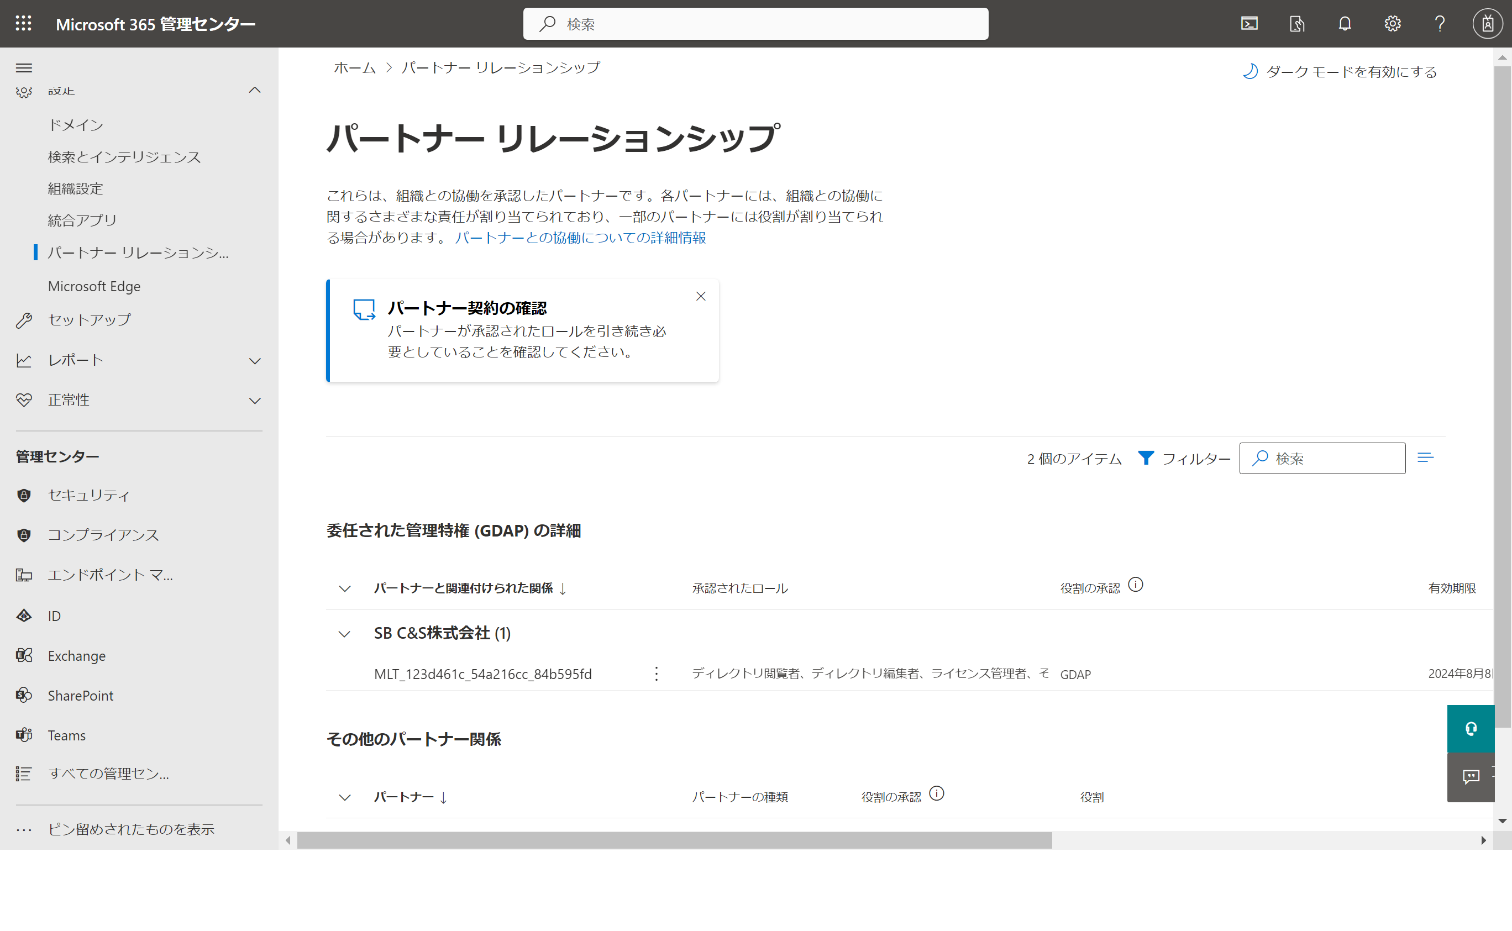 Microsoft 365 管理センター
検索
ホーム > パートナー リレーションシップ
ダーク モードを有効にする
設定
ドメイン
検索とインテリジェンス
組織設定
統合アプリ
パートナー リレーションシ...
Microsoft Edge
セットアップ
レポート
正常性
管理センター
セキュリティ
コンプライアンス
エンドポイント マ...
ID
Exchange
SharePoint
Teams
すべての管理セン...
ピン留めされたものを表示
パートナー リレーションシップ
これらは、組織との協働を承認したパートナーです。各パートナーには、組織との協働に
関するさまざまな責任が割り当てられており、一部のパートナーには役割が割り当てられ
る場合があります。 パートナーとの協働についての詳細情報
パートナー契約の確認
パートナーが承認されたロールを引き続き必
要としていることを確認してください。
2 個のアイテム フィルター 検索
委任された管理特権 (GDAP) の詳細
パートナーと関連付けられた関係 ↓ 承認されたロール 役割の承認 有効期限
SB C&S株式会社 (1)
MLT_123d461c_54a216cc_84b595fd ディレクトリ閲覧者、ディレクトリ編集者、ライセンス管理者、そ GDAP 2024年8月8
その他のパートナー関係
パートナー ↓ パートナーの種類 役割の承認 役割